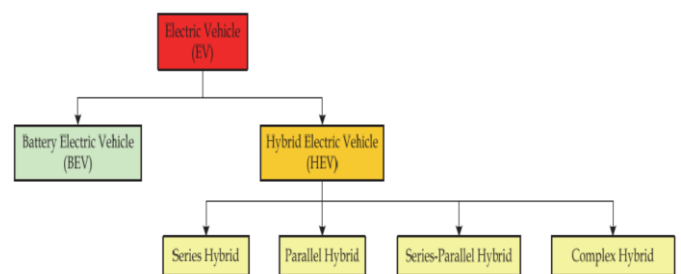 Electric Vehicle
(EV)
Battery Electric Vehicle
(BEV)
Hybrid Electric Vehicle
(HEV)
Series Hybrid
Parallel Hybrid
Series-Parallel Hybrid
Complex Hybrid